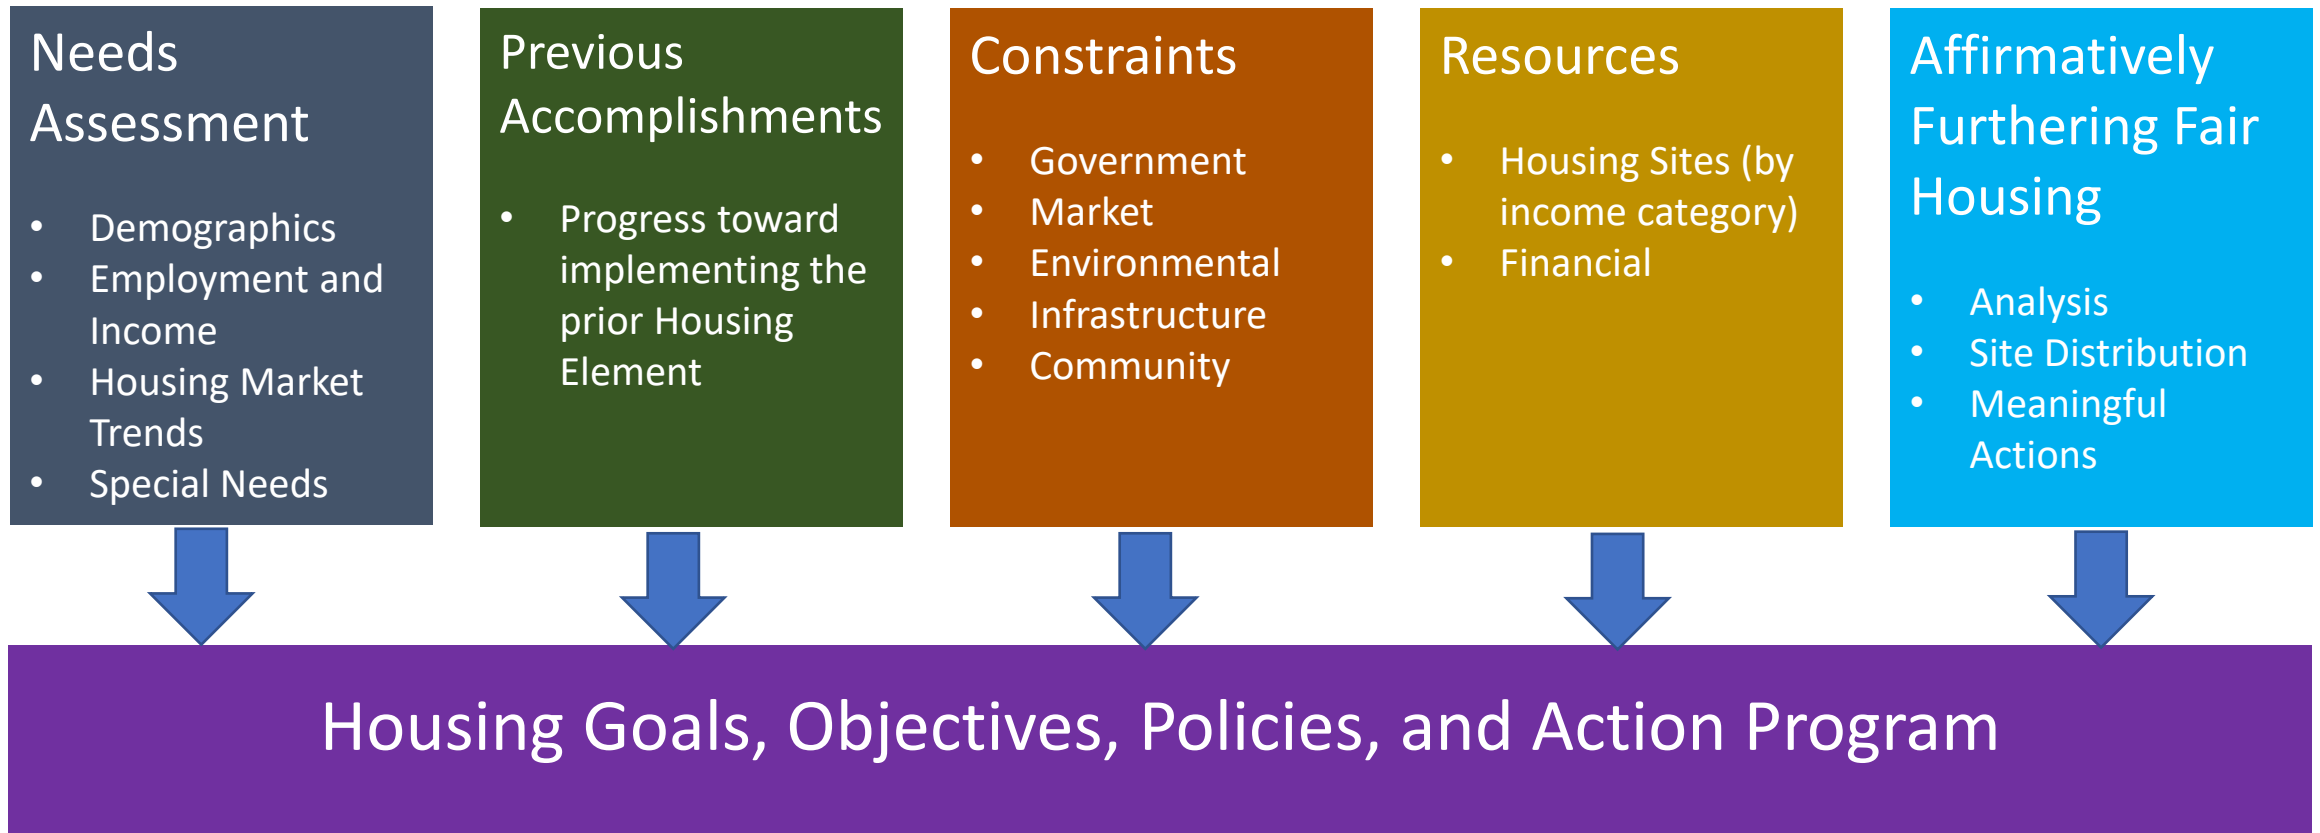 Needs
Assessment
• Demographics
• Employment and
Income
• Housing Market
Trends
• Special Needs
Previous
Accomplishments
• Progress toward
implementing the
prior Housing
Element
Constraints
• Government
• Market
• Environmental
• Infrastructure
• Community
Resources
• Housing Sites (by
income category)
• Financial
Affirmatively
Furthering Fair
Housing
• Analysis
• Site Distribution
• Meaningful
Actions
Housing Goals, Objectives, Policies, and Action Program